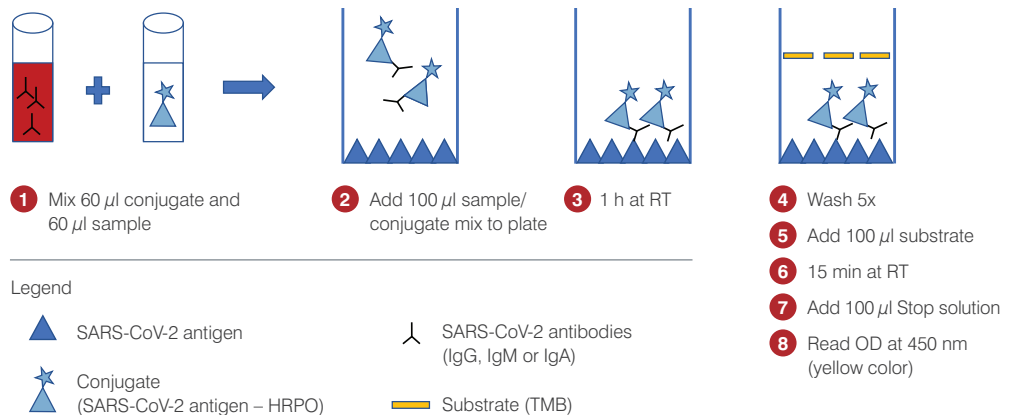 1 Mix 60 µl conjugate and
60 µl sample
2 Add 100 µl sample/
conjugate mix to plate
3 1 h at RT
4 Wash 5x
5 Add 100 µl substrate
6 15 min at RT
7 Add 100 µl Stop solution
8 Read OD at 450 nm
(yellow color)
Legend
SARS-CoV-2 antigen
Conjugate
(SARS-CoV-2 antigen – HRPO)
SARS-CoV-2 antibodies
(IgG, IgM or IgA)
Substrate (TMB)